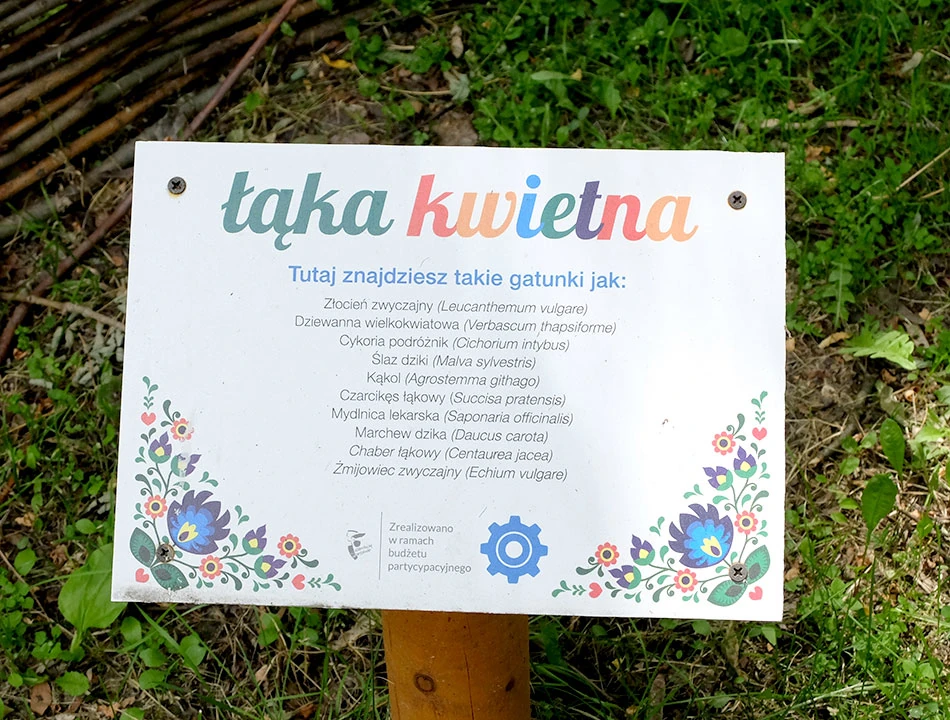 łąka kwietna
Tutaj znajdziesz takie gatunki jak:
Złocień zwyczajny (Leucanthemum vulgare)
Dziewanna wielkokwiatowa (Verbascum thapsiforme)
Cykoria podróżnik (Cichorium intybus)
Ślaz dziki (Malva sylvestris)
Kąkol (Agrostemma githago)
Czarcikęs łąkowy (Succisa pratensis)
Mydlnica lekarska (Saponaria officinalis)
Marchew dzika (Daucus carota)
Chaber łąkowy (Centaurea jacea)
Żmijowiec zwyczajny (Echium vulgare)
Zrealizowano
w ramach
budżetu
partycypacyjnego